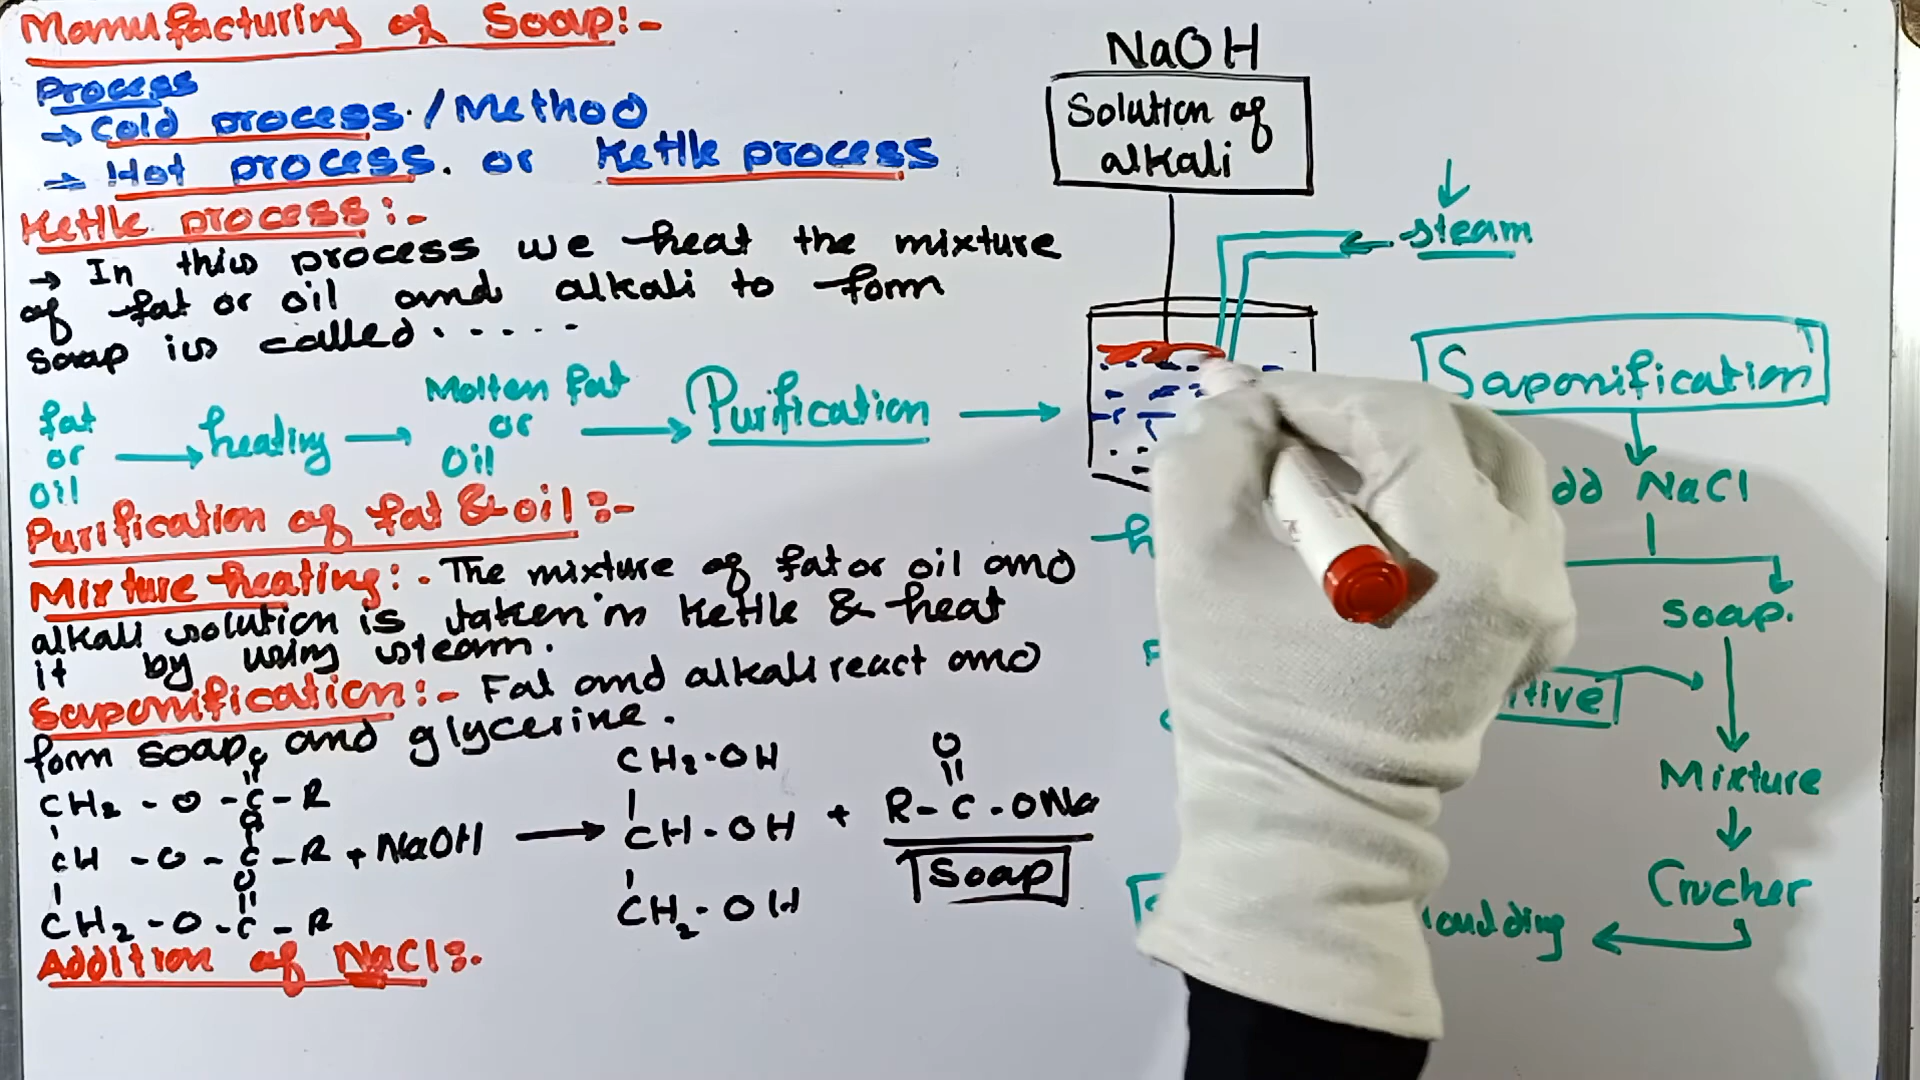 Manufacturing of Soap:-
Process
→ Cold process / Method
→ Hot process. or Kettle process
Kettle process:-
→ In this process we heat the mixture
of fat or oil and alkali to form
soap is called . . . . . .
fat or oil → heating → Molten fat or Oil → Purification →
Purification of fat & oil:-
Mixture heating:- The mixture of fat or oil and
alkali solution is taken in Kettle & heat
it by using steam.
Saponification:- Fat and alkali react and
form soap and glycerine.
CH2 - O - C - R
O
||
CH - O - C - R + NaOH → CH - OH + R - C - ONa
O
||
CH2 - O - C - R
CH2 - OH
CH2 - OH
O
||
Soap
Addition of NaCl:-
NaOH
Solution of
alkali
steam
Saponification
dd NaCl
Soap.
itive
Mixture
Crucher
oudding